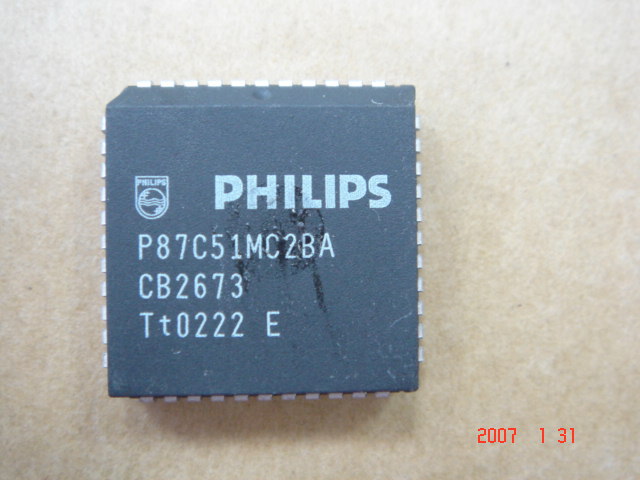 PHILIPS
PHILIPS
P87C51MC2BA
CB2673
Tt0222 E
2007 1 31